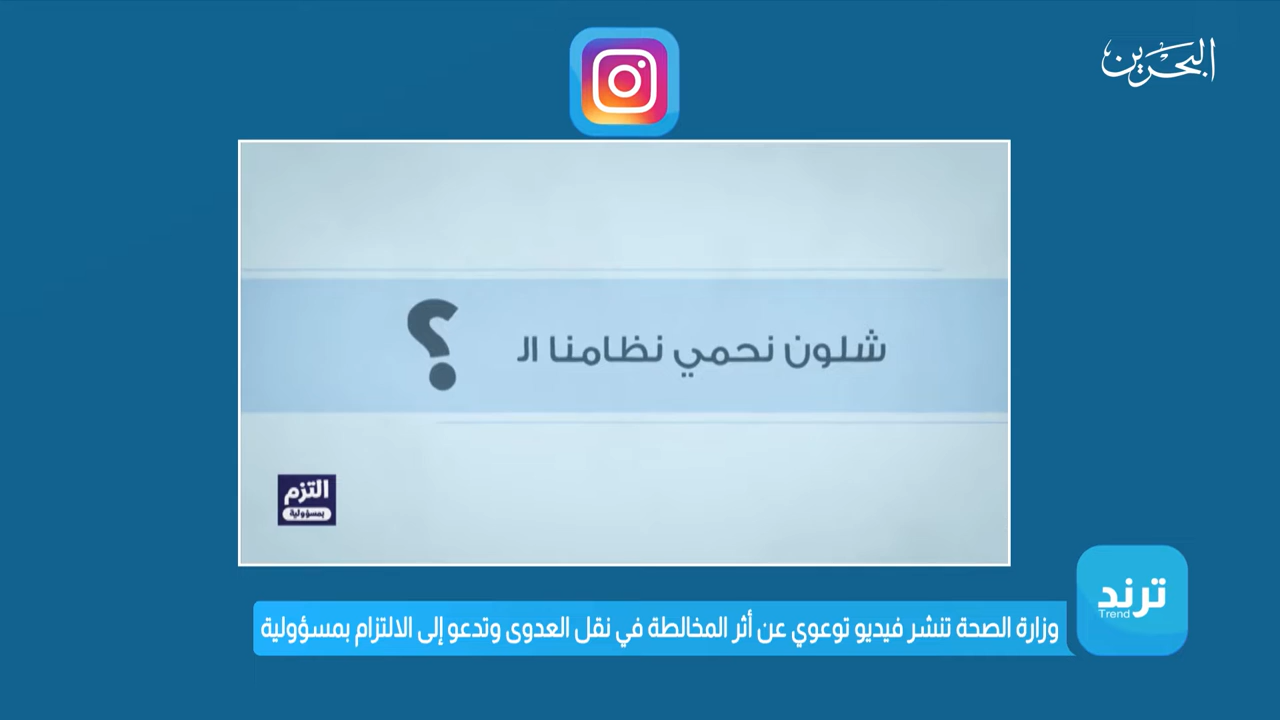 البحرين
شلون نحمي نظامنا ال ؟
التزم
بمسؤولية
ترند
Trend
وزارة الصحة تنشر فيديو توعوي عن أثر المخالطة في نقل العدوى وتدعو إلى الالتزام بمسؤولية